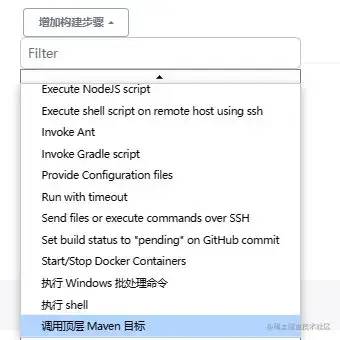 增加构建步骤
Filter
Execute NodeJS script
Execute shell script on remote host using ssh
Invoke Ant
Invoke Gradle script
Provide Configuration files
Run with timeout
Send files or execute commands over SSH
Set build status to "pending" on GitHub commit
Start/Stop Docker Containers
执行 Windows 批处理命令
执行 shell
调用顶层 Maven 目标
@稀土掘金技术社区